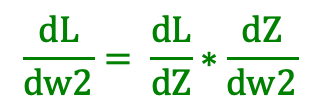 dL/dw2 = dL/dZ * dZ/dw2